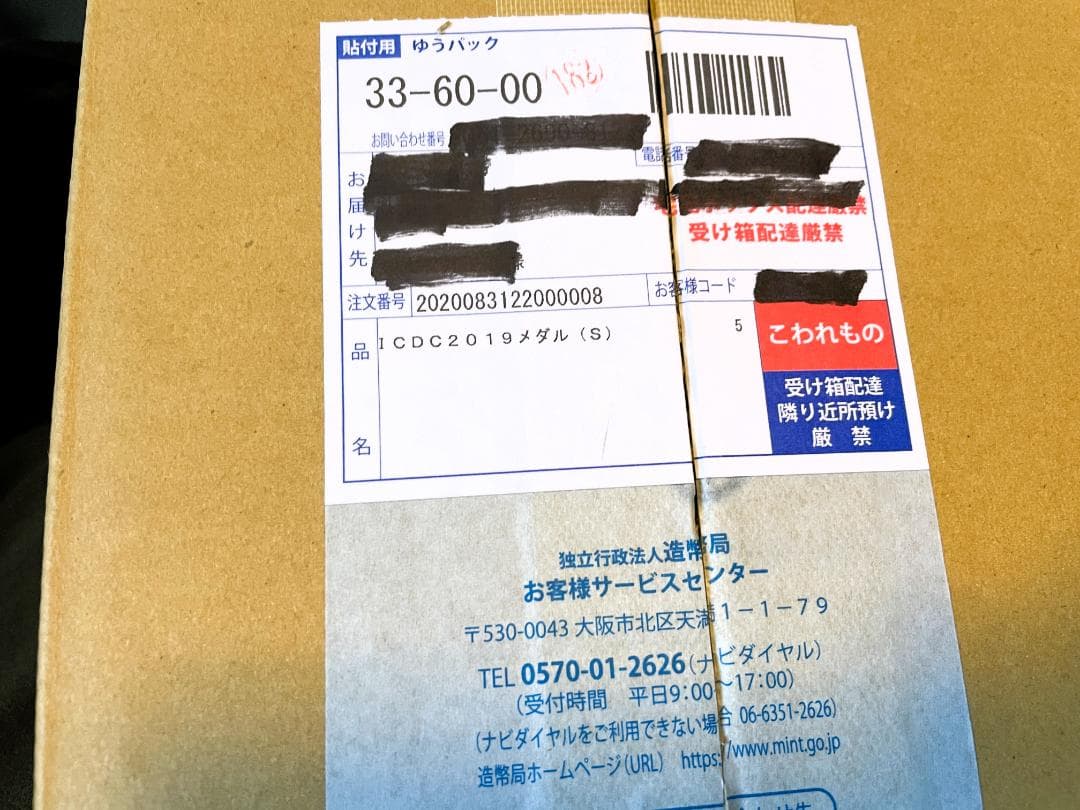 貼付用 ゆうパック
33-60-00
お問い合わせ番号
電話番号
お届け先
様
配達厳禁
受け箱配達厳禁
注文番号 2020083122000008 お客様コード
品名 ICDC2019メダル(S) 5
こわれもの
受け箱配達
隣り近所預け
厳 禁
独立行政法人造幣局
お客様サービスセンター
〒530-0043 大阪市北区天満1-1-79
TEL 0570-01-2626(ナビダイヤル)
(受付時間 平日9:00~17:00)
(ナビダイヤルをご利用できない場合 06-6351-2626)
造幣局ホームページ(URL) https://www.mint.go.jp